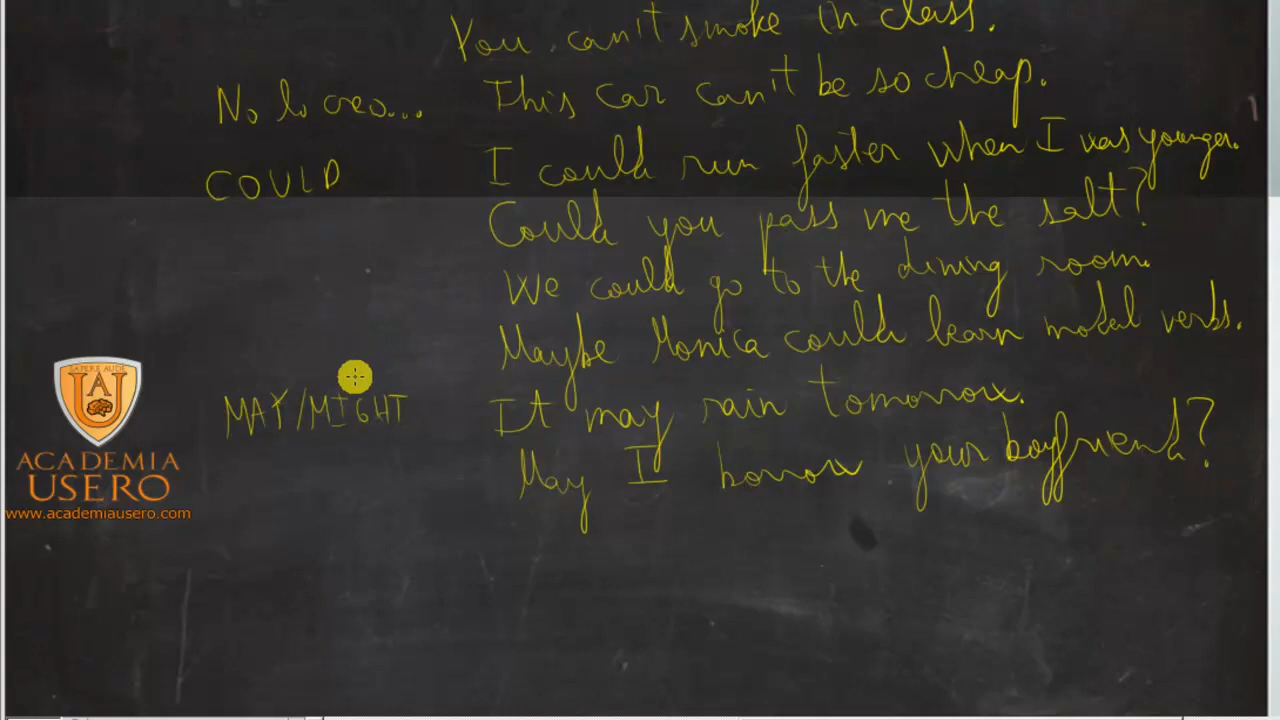 You can't smoke in class.
No lo creo... This car can't be so cheap.
COULD I could run faster when I was younger.
Could you pass me the salt?
We could go to the dining room.
Maybe Monica could learn modal verbs.
MAY/MIGHT It may rain tomorrow.
May I borrow your boyfriend?
SAPERE AUDE
AU
ACADEMIA
USERO
www.academiausero.com